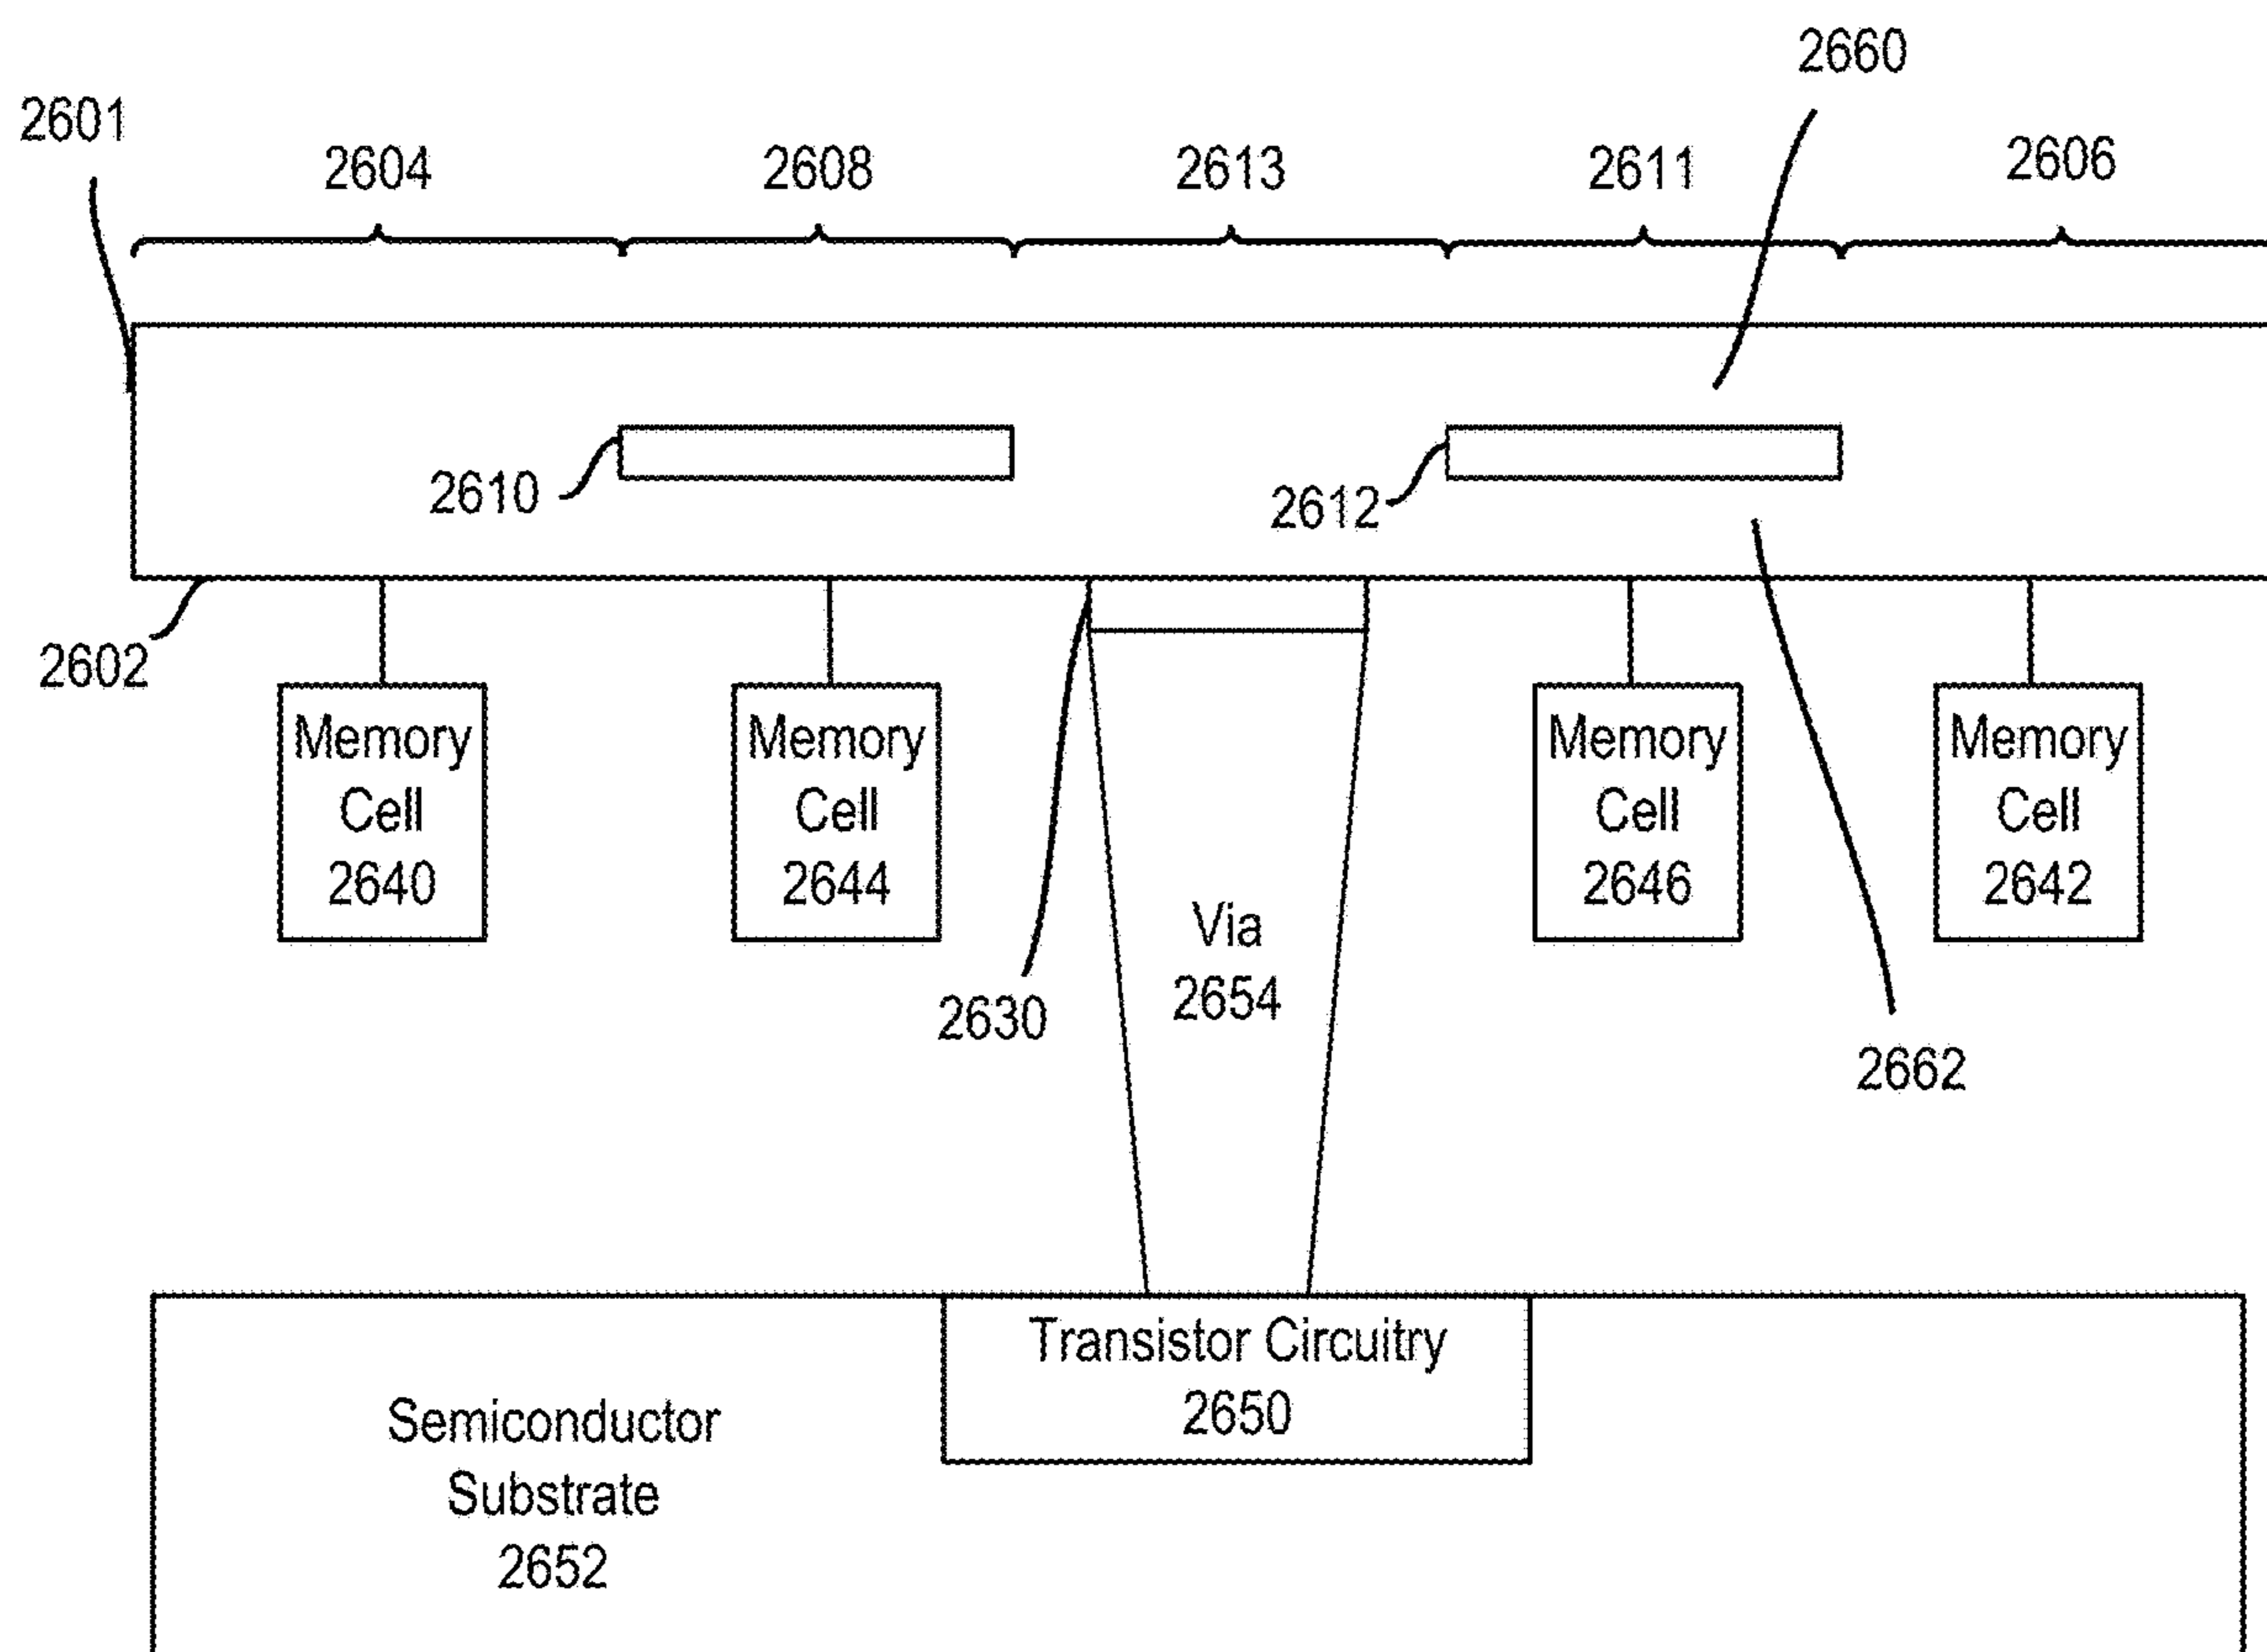 2660
2601
2604
2608
2613
2611
2606
2610
2612
2602
Memory
Cell
2640
Memory
Cell
2644
Memory
Cell
2646
Memory
Cell
2642
Via
2654
2630
2662
Transistor Circuitry
2650
Semiconductor
Substrate
2652